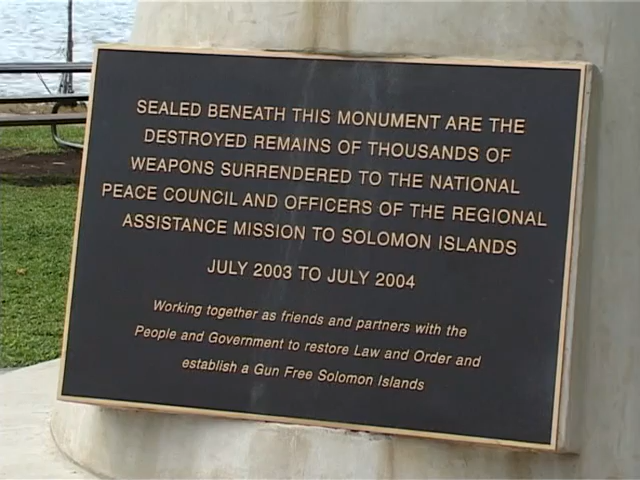 SEALED BENEATH THIS MONUMENT ARE THE
DESTROYED REMAINS OF THOUSANDS OF
WEAPONS SURRENDERED TO THE NATIONAL
PEACE COUNCIL AND OFFICERS OF THE REGIONAL
ASSISTANCE MISSION TO SOLOMON ISLANDS
JULY 2003 TO JULY 2004
Working together as friends and partners with the
People and Government to restore Law and Order and
establish a Gun Free Solomon Islands